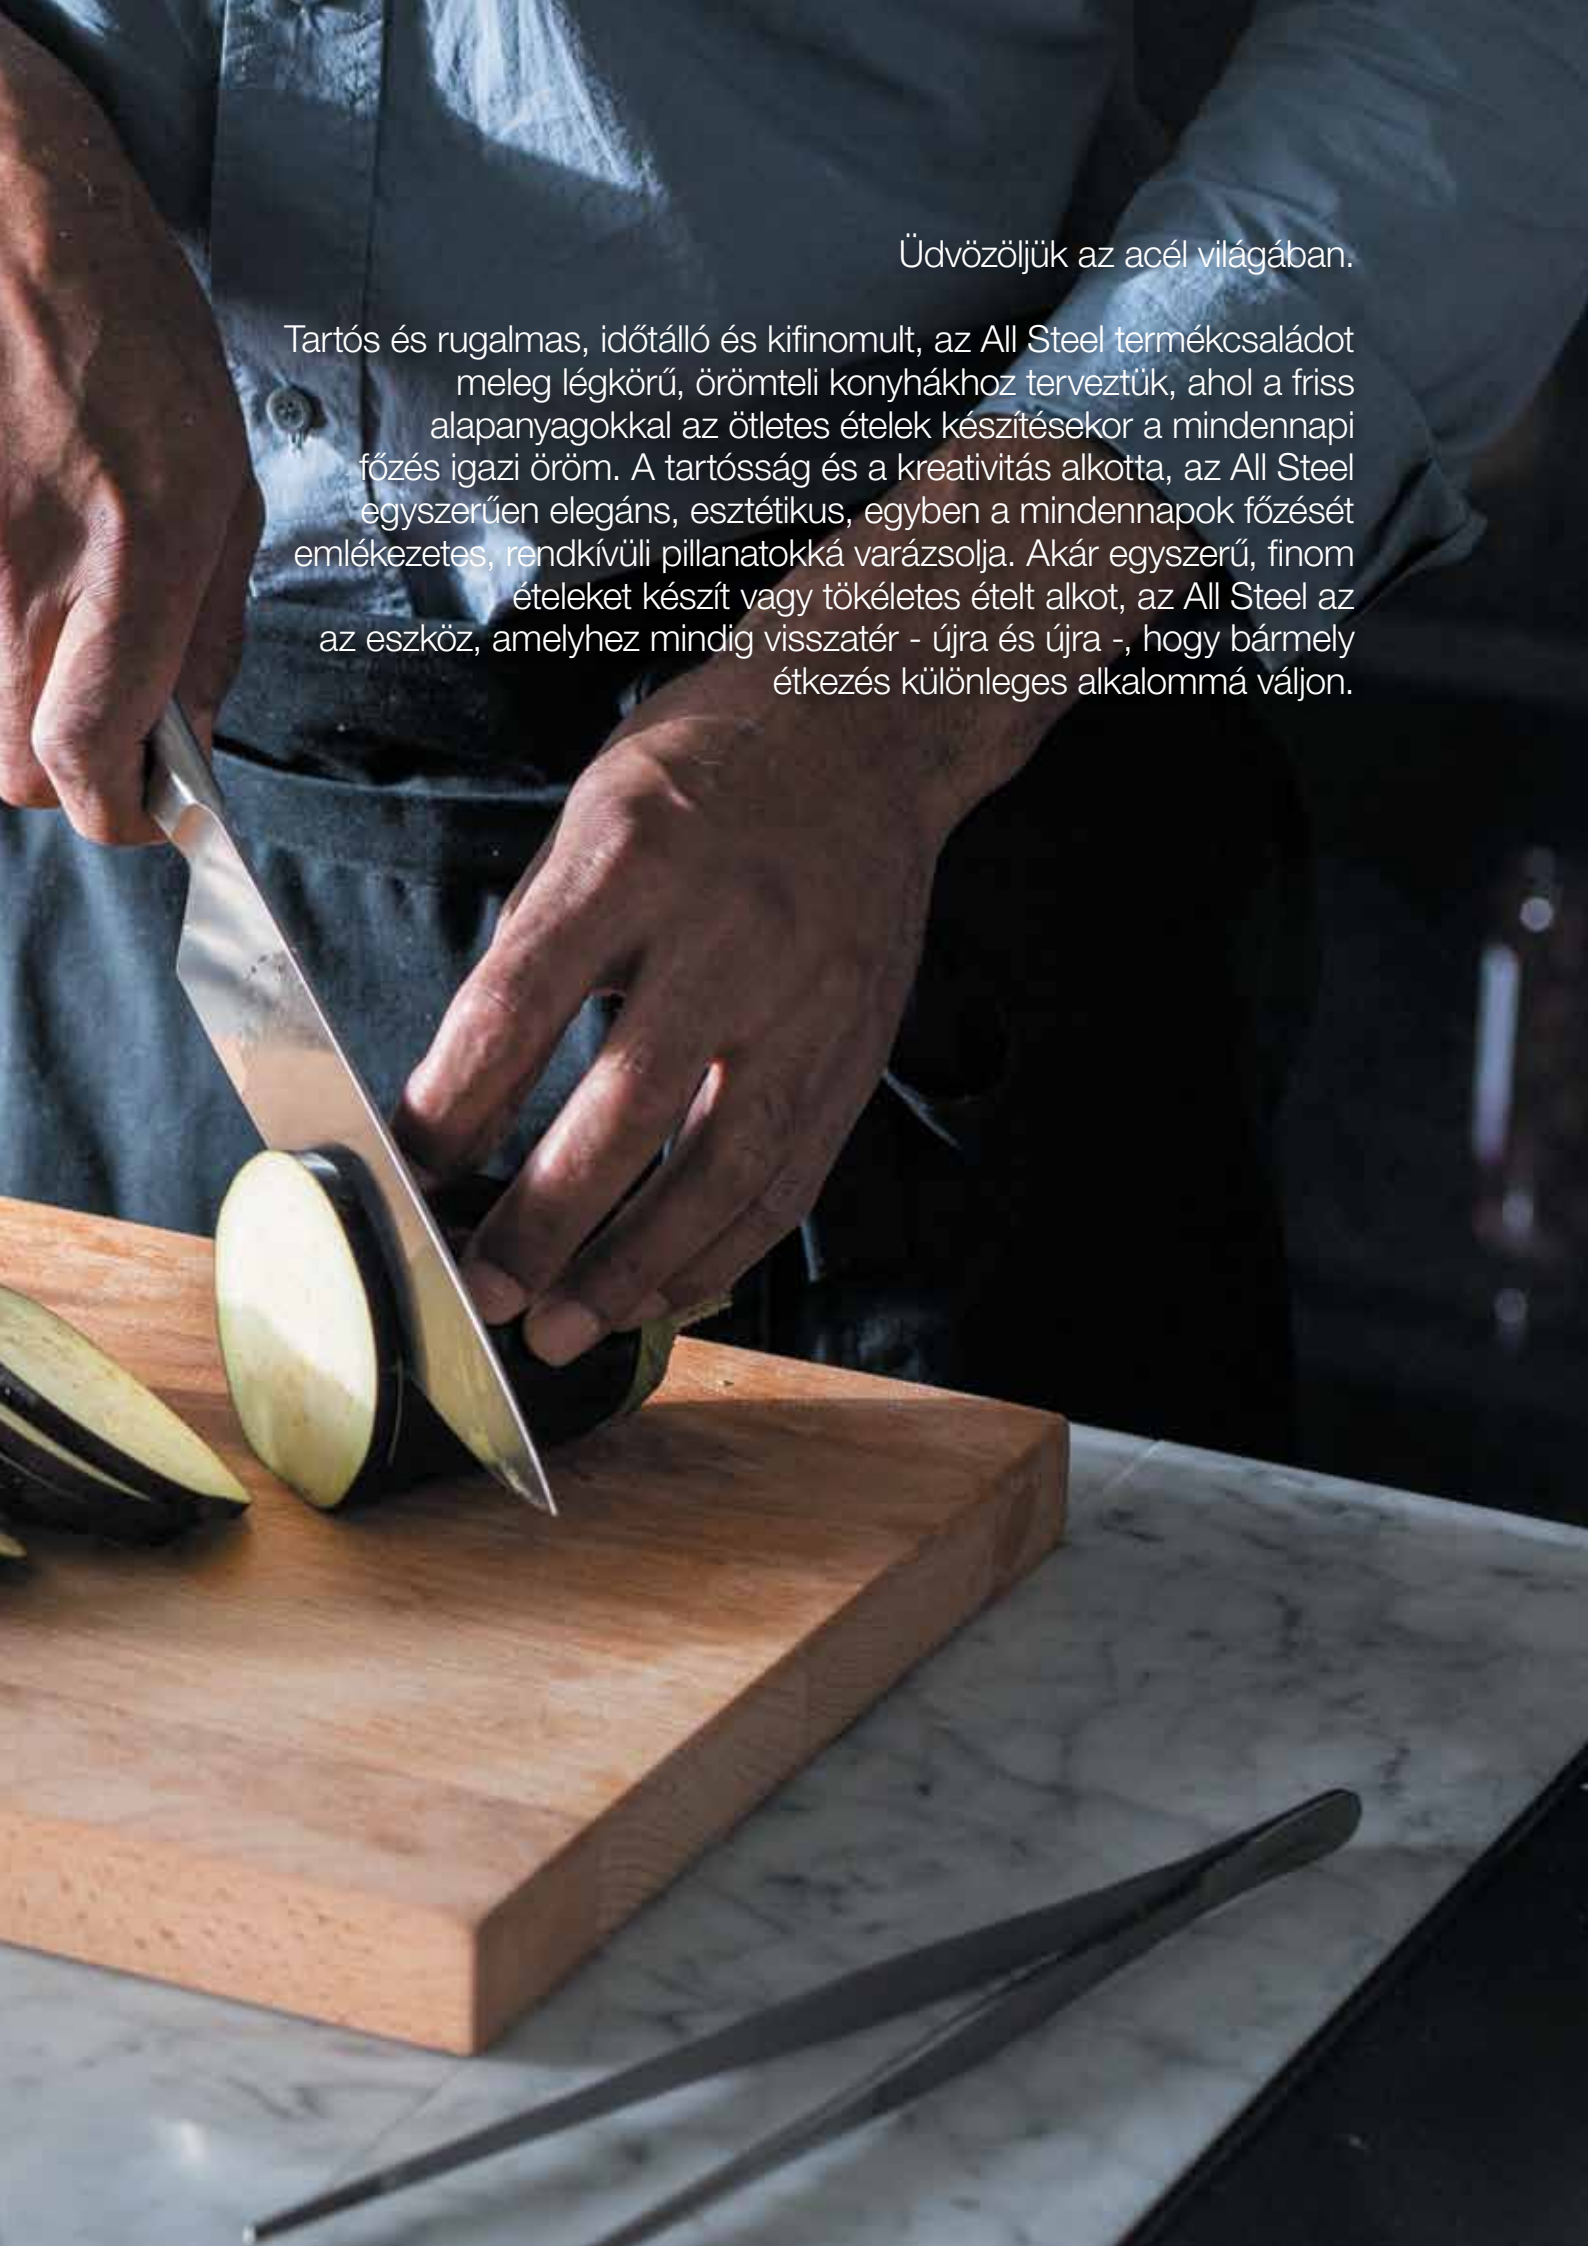 Üdvözöljük az acél világában.
Tartós és rugalmas, időtálló és kifinomult, az All Steel termékcsaládot
meleg légkörű, örömteli konyhákhoz terveztük, ahol a friss
alapanyagokkal az ötletes ételek készítésekor a mindennapi
főzés igazi öröm. A tartósság és a kreativitás alkotta, az All Steel
egyszerűen elegáns, esztétikus, egyben a mindennapok főzését
emlékezetes, rendkívüli pillanatokká varázsolja. Akár egyszerű, finom
ételeket készít vagy tökéletes ételt alkot, az All Steel az
az eszköz, amelyhez mindig visszatér - újra és újra -, hogy bármely
étkezés különleges alkalommá váljon.